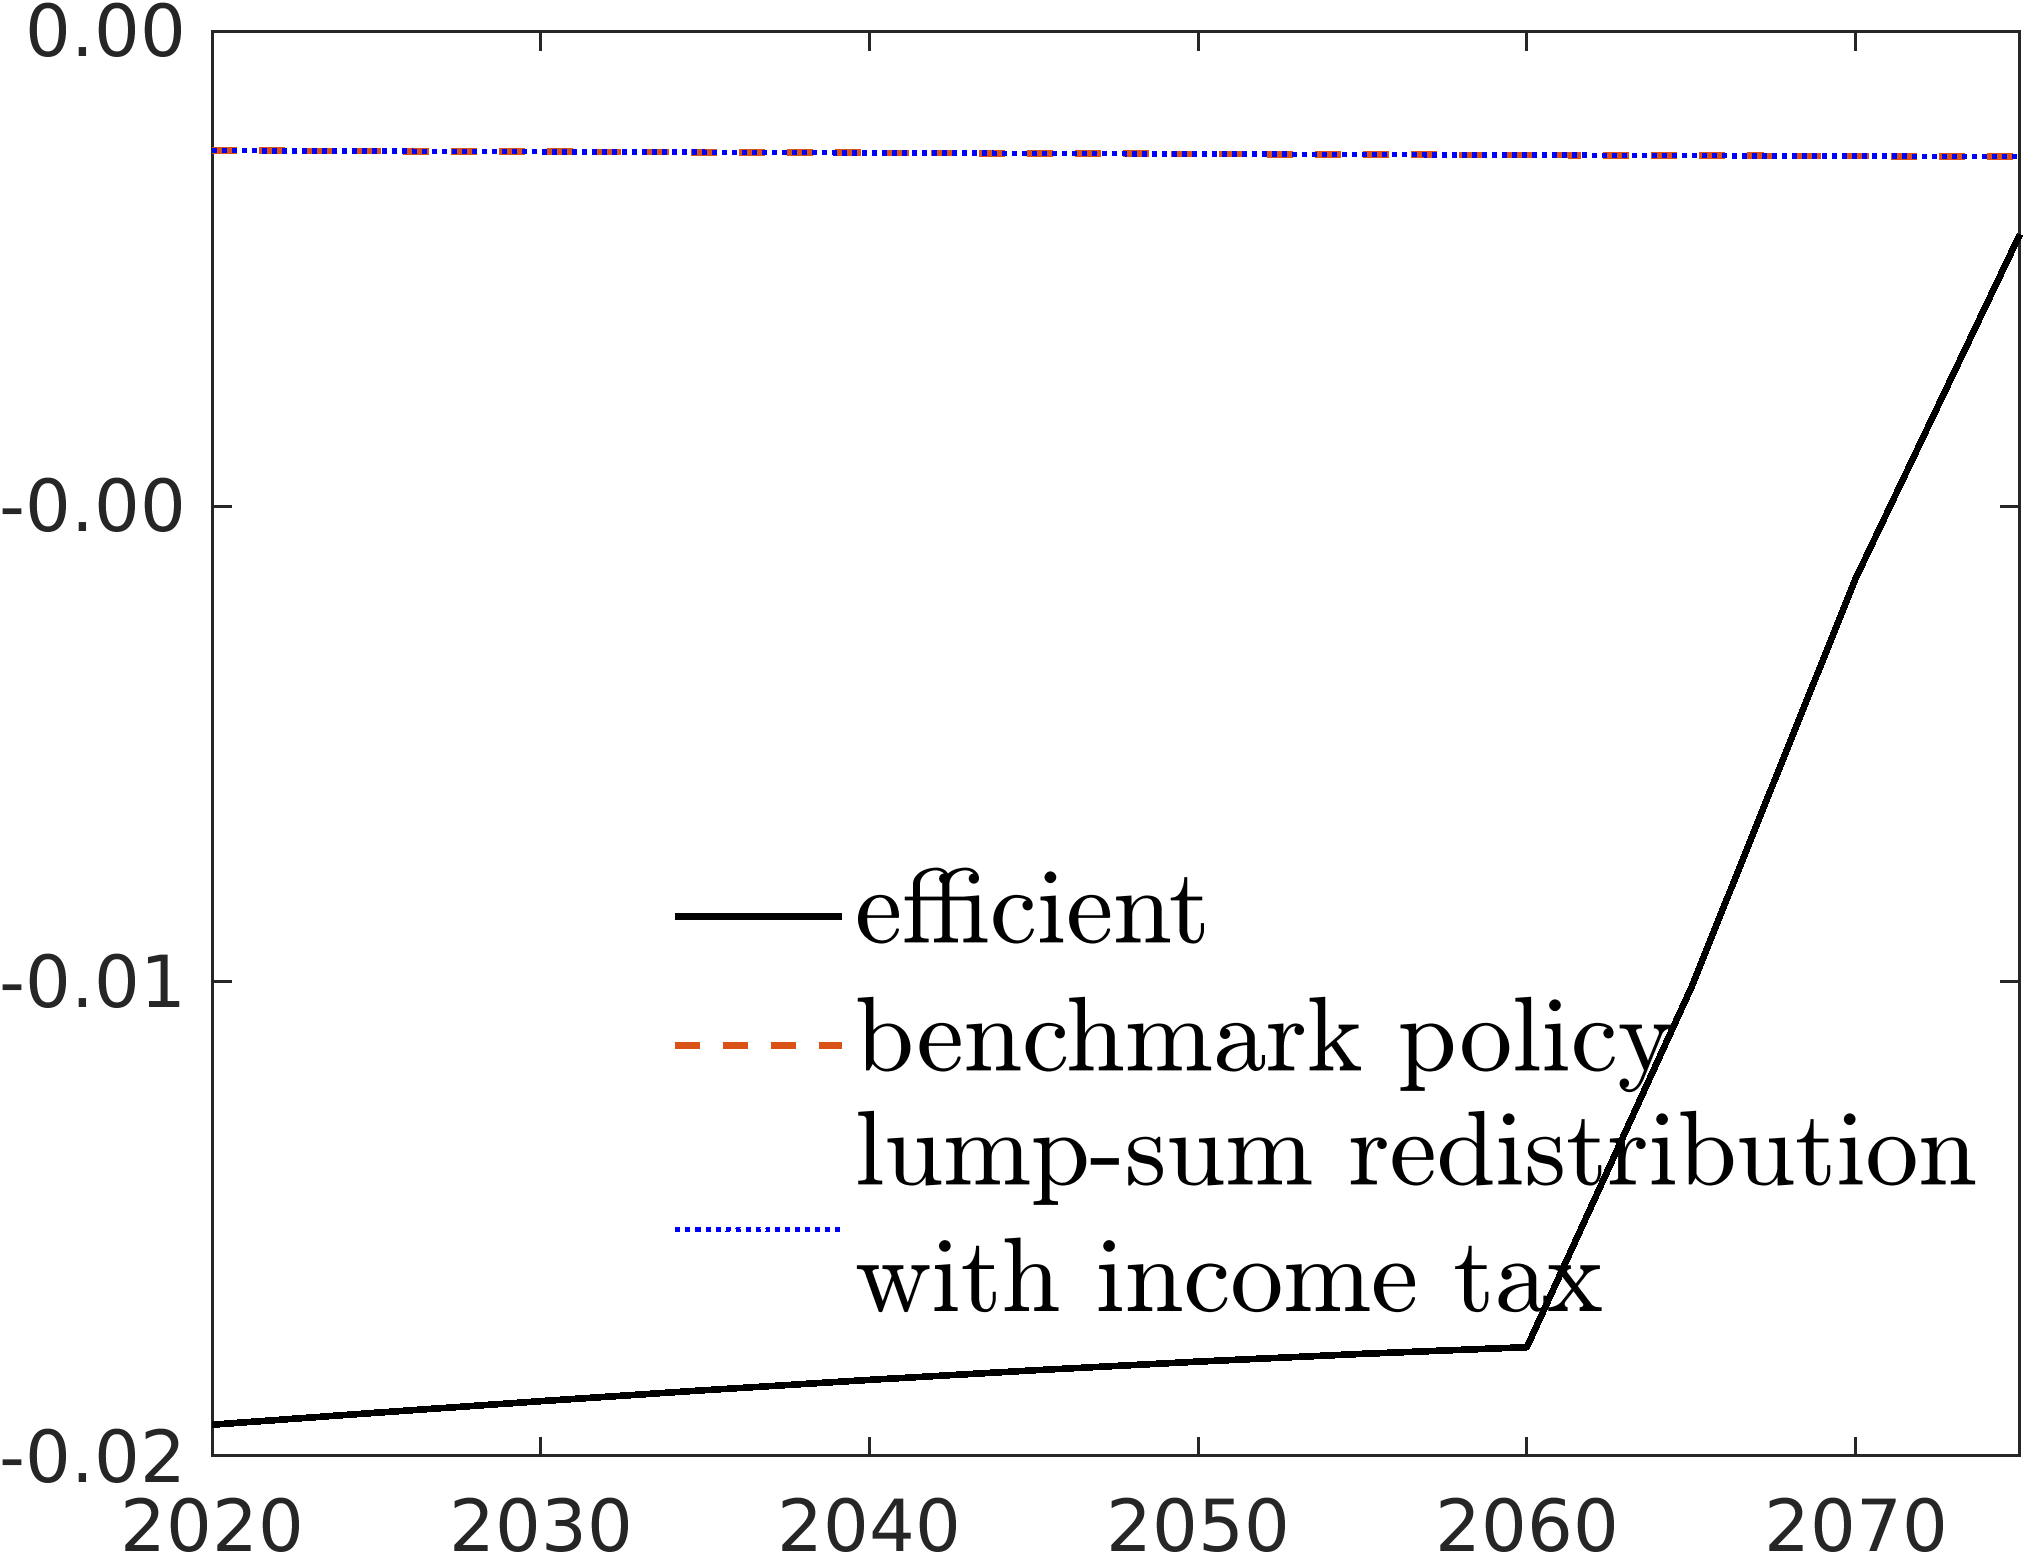 0.00
-0.00
-0.01
-0.02
efficient
benchmark policy
lump-sum redistribution
with income tax
2020 2030 2040 2050 2060 2070